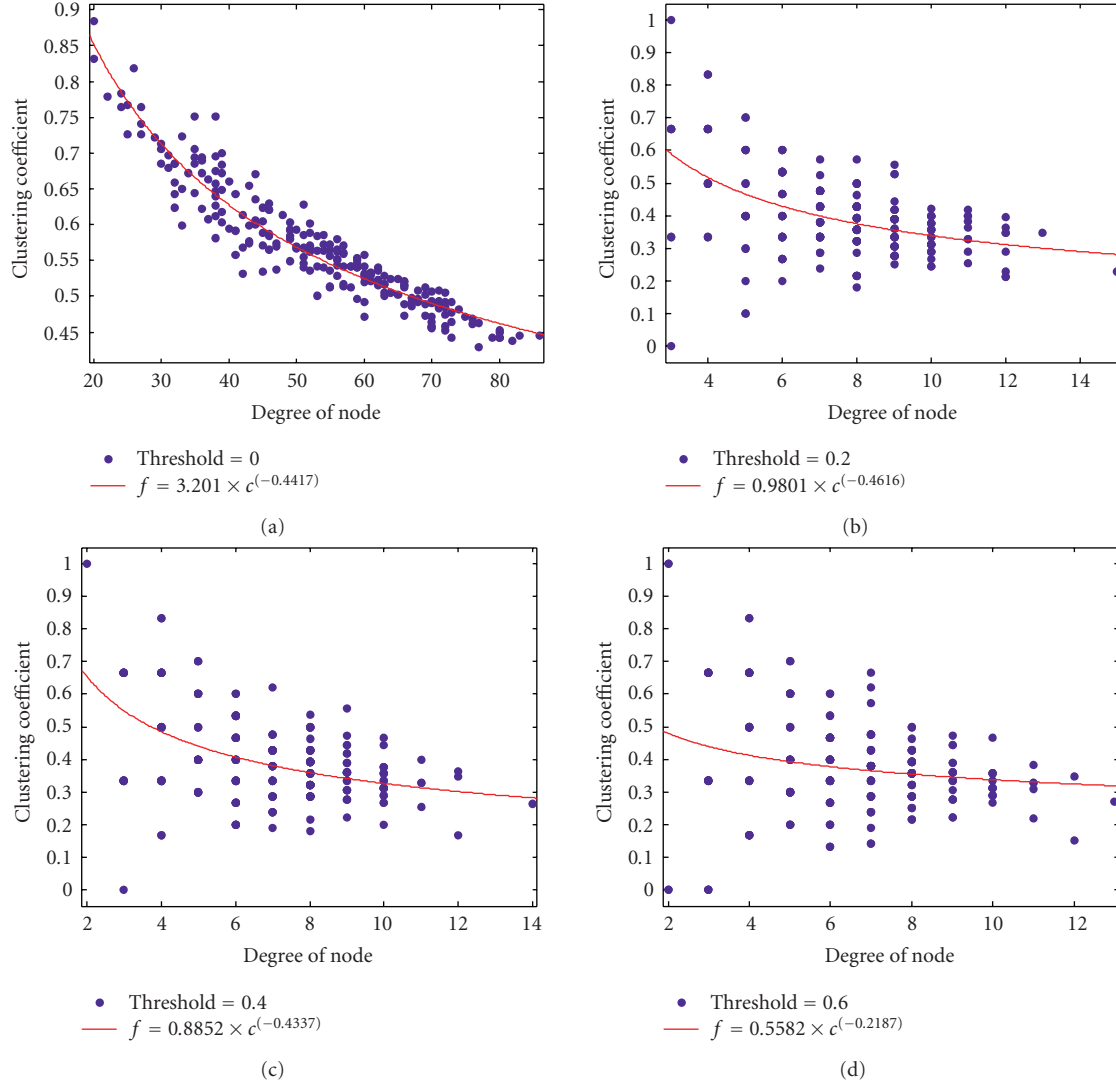 0.9
0.85
0.8
0.75
0.7
0.65
0.6
0.55
0.5
0.45
Clustering coefficient
20 30 40 50 60 70 80
Degree of node
Threshold = 0
f = 3.201 × c^(−0.4417)
(a)
1
0.9
0.8
0.7
0.6
0.5
0.4
0.3
0.2
0.1
0
Clustering coefficient
4 6 8 10 12 14
Degree of node
Threshold = 0.2
f = 0.9801 × c^(−0.4616)
(b)
1
0.9
0.8
0.7
0.6
0.5
0.4
0.3
0.2
0.1
0
Clustering coefficient
2 4 6 8 10 12 14
Degree of node
Threshold = 0.4
f = 0.8852 × c^(−0.4337)
(c)
1
0.9
0.8
0.7
0.6
0.5
0.4
0.3
0.2
0.1
0
Clustering coefficient
2 4 6 8 10 12
Degree of node
Threshold = 0.6
f = 0.5582 × c^(−0.2187)
(d)